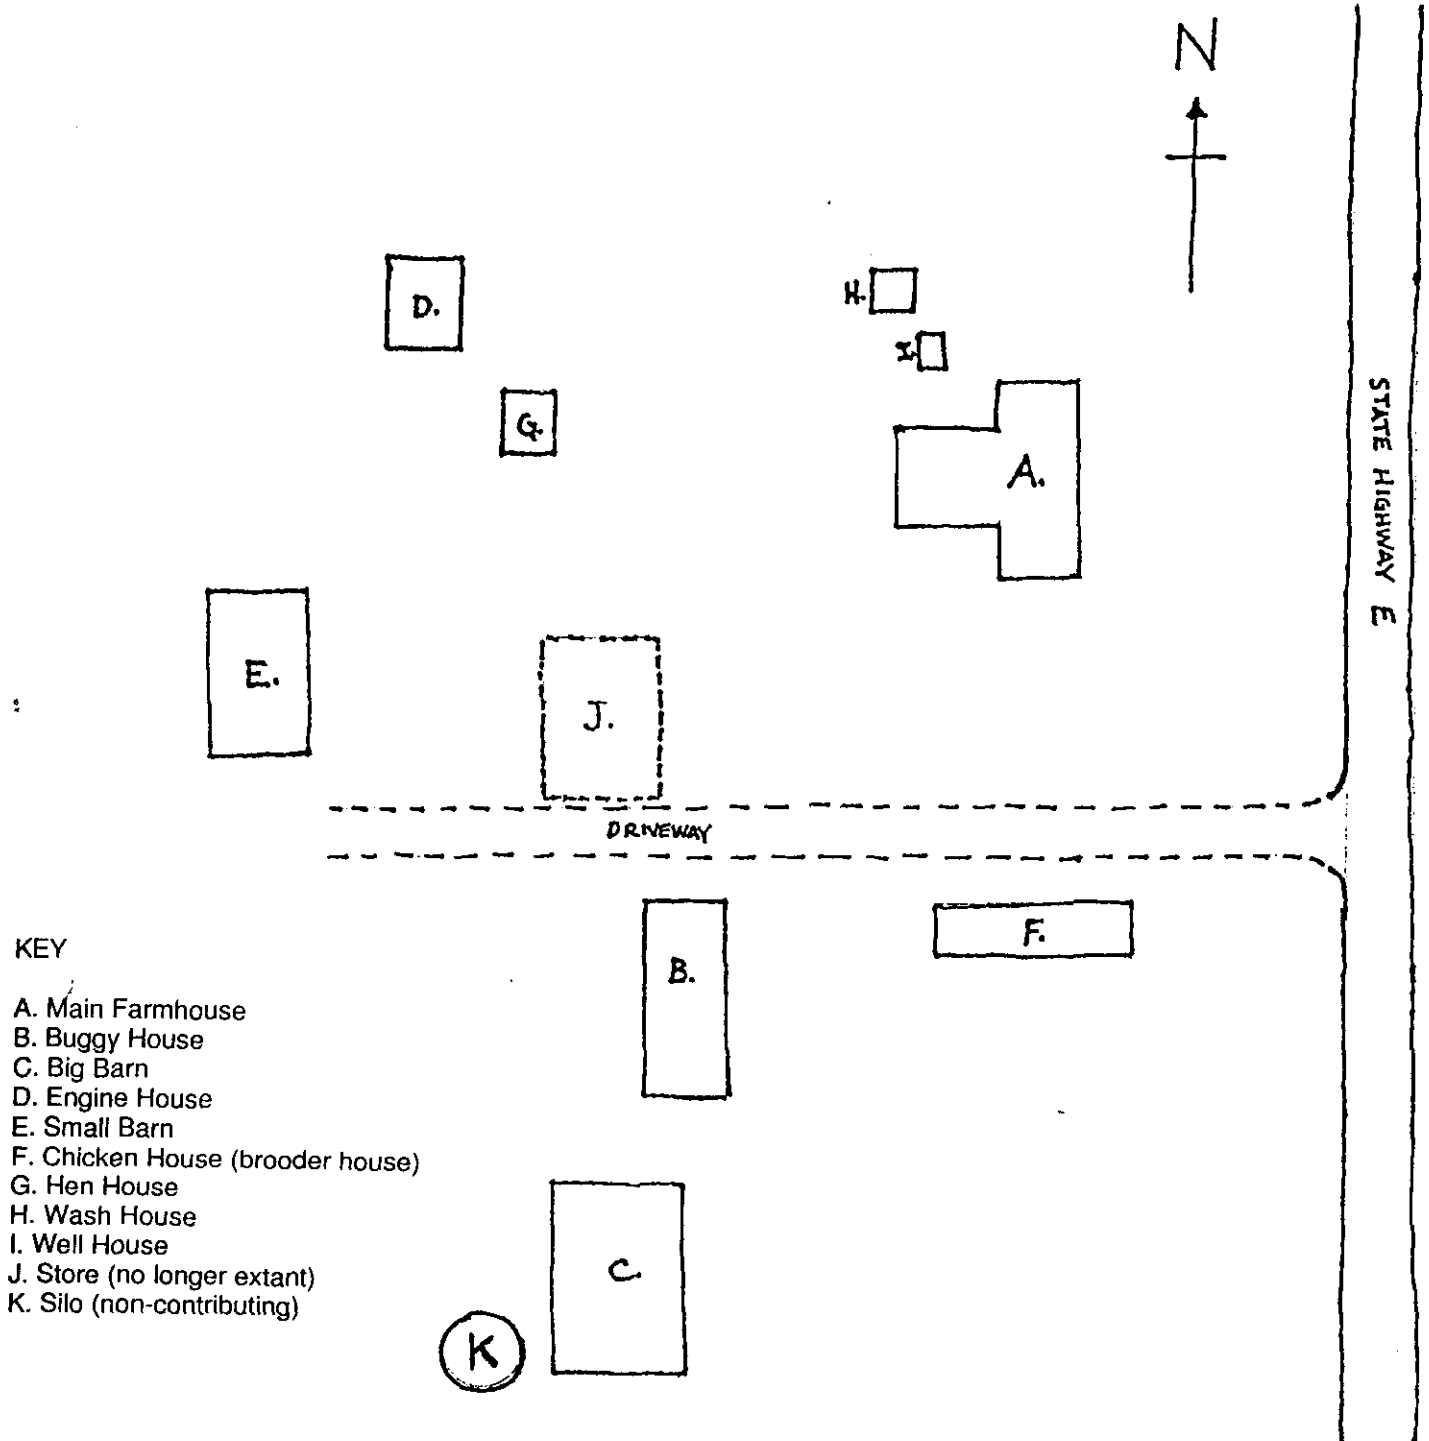 N
D.
H.
I.
G.
A.
STATE HIGHWAY E
E.
J.
DRIVEWAY
B.
F.
C.
K
KEY
A. Main Farmhouse
B. Buggy House
C. Big Barn
D. Engine House
E. Small Barn
F. Chicken House (brooder house)
G. Hen House
H. Wash House
I. Well House
J. Store (no longer extant)
K. Silo (non-contributing)